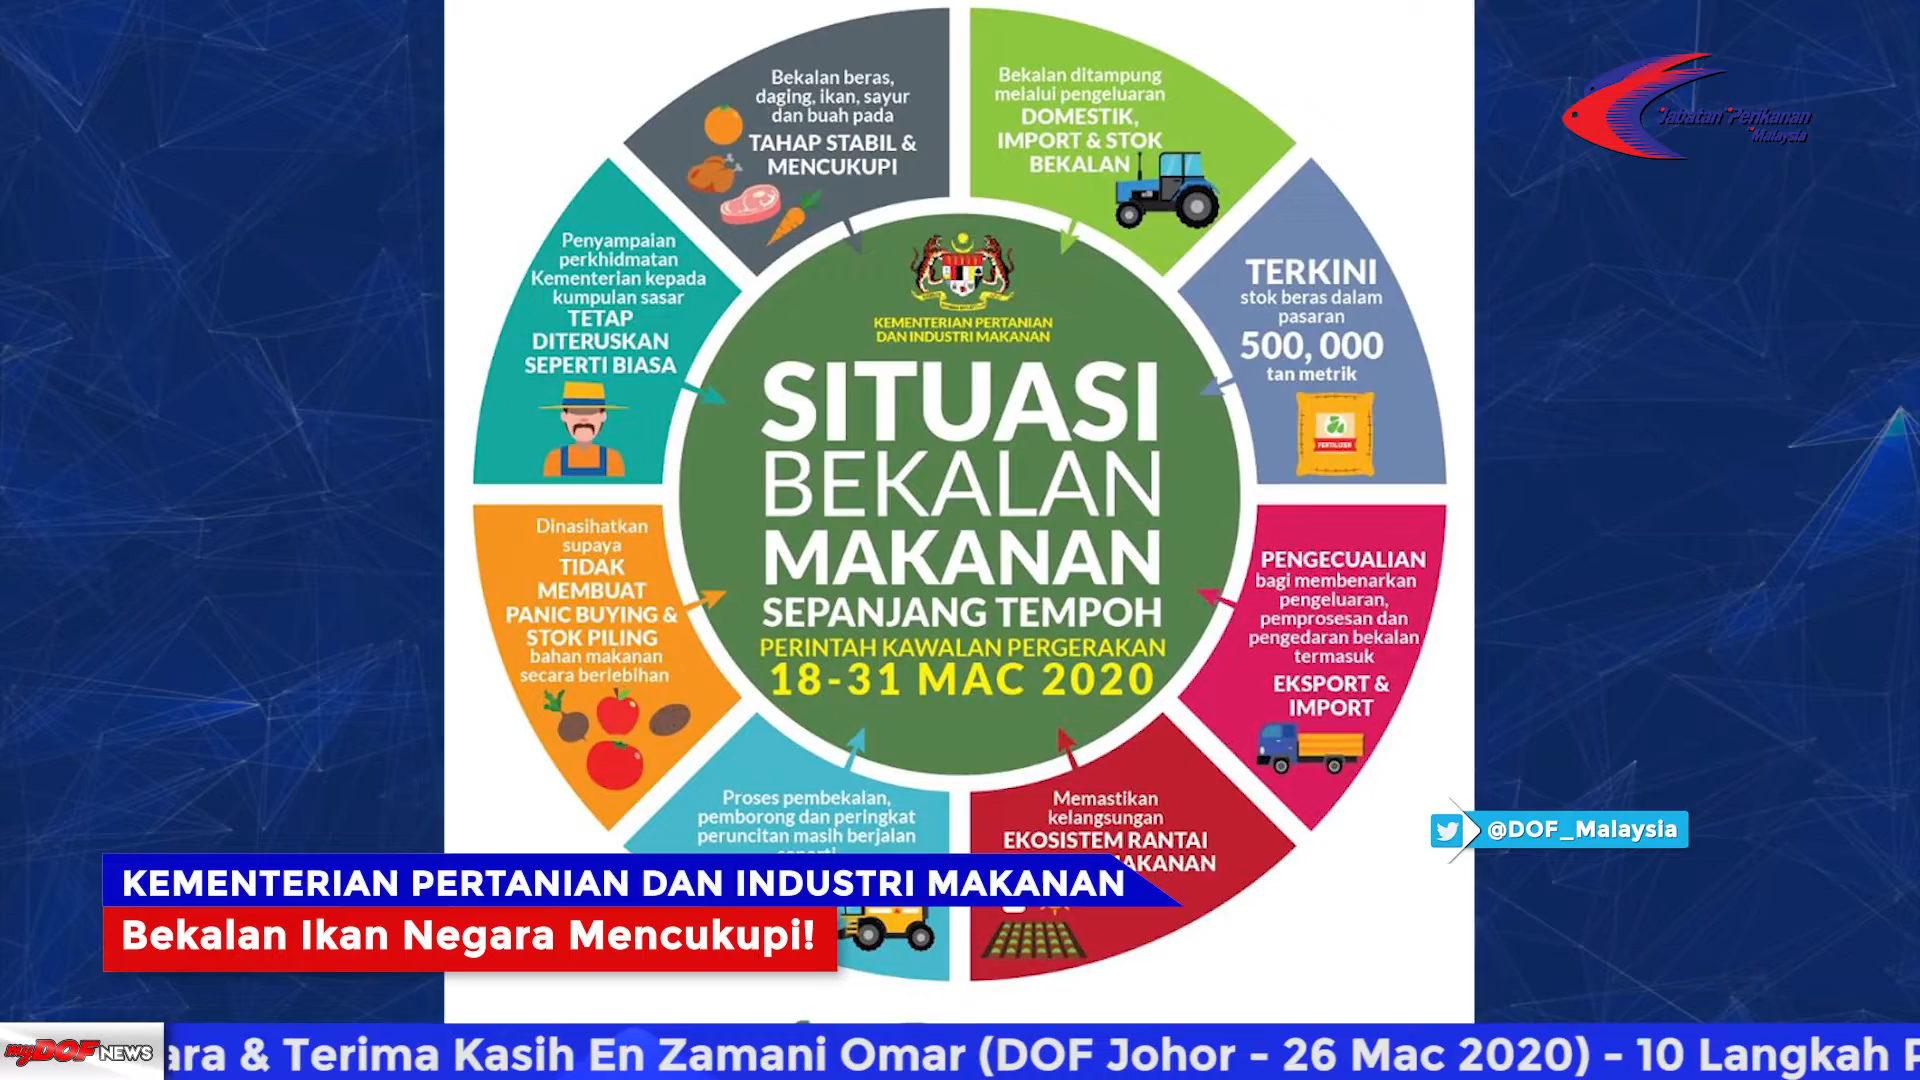 Bekalan beras,
daging, ikan, sayur
dan buah pada
TAHAP STABIL &
MENCUKUPI
Bekalan ditampung
melalui pengeluaran
DOMESTIK,
IMPORT & STOK
BEKALAN
Jabatan Perikanan
Malaysia
TERKINI
stok beras dalam
pasaran
500, 000
tan metrik
FERTILIZER
PENGECUALIAN
bagi membenarkan
pengeluaran,
pemprosesan dan
pengedaran bekalan
termasuk
EKSPORT &
IMPORT
Memastikan
kelangsungan
EKOSISTEM RANTAI
MAKANAN
Proses pembekalan,
pemborong dan peringkat
peruncitan masih berjalan
seperti
Dinasihatkan
supaya
TIDAK
MEMBUAT
PANIC BUYING &
STOK PILING
bahan makanan
secara berlebihan
Penyampaian
perkhidmatan
Kementerian kepada
kumpulan sasar
TETAP
DITERUSKAN
SEPERTI BIASA
KEMENTERIAN PERTANIAN
DAN INDUSTRI MAKANAN
SITUASI
BEKALAN
MAKANAN
SEPANJANG TEMPOH
PERINTAH KAWALAN PERGERAKAN
18-31 MAC 2020
@DOF_Malaysia
KEMENTERIAN PERTANIAN DAN INDUSTRI MAKANAN
Bekalan Ikan Negara Mencukupi!
myDOF NEWS
ara & Terima Kasih En Zamani Omar (DOF Johor - 26 Mac 2020) - 10 Langkah P